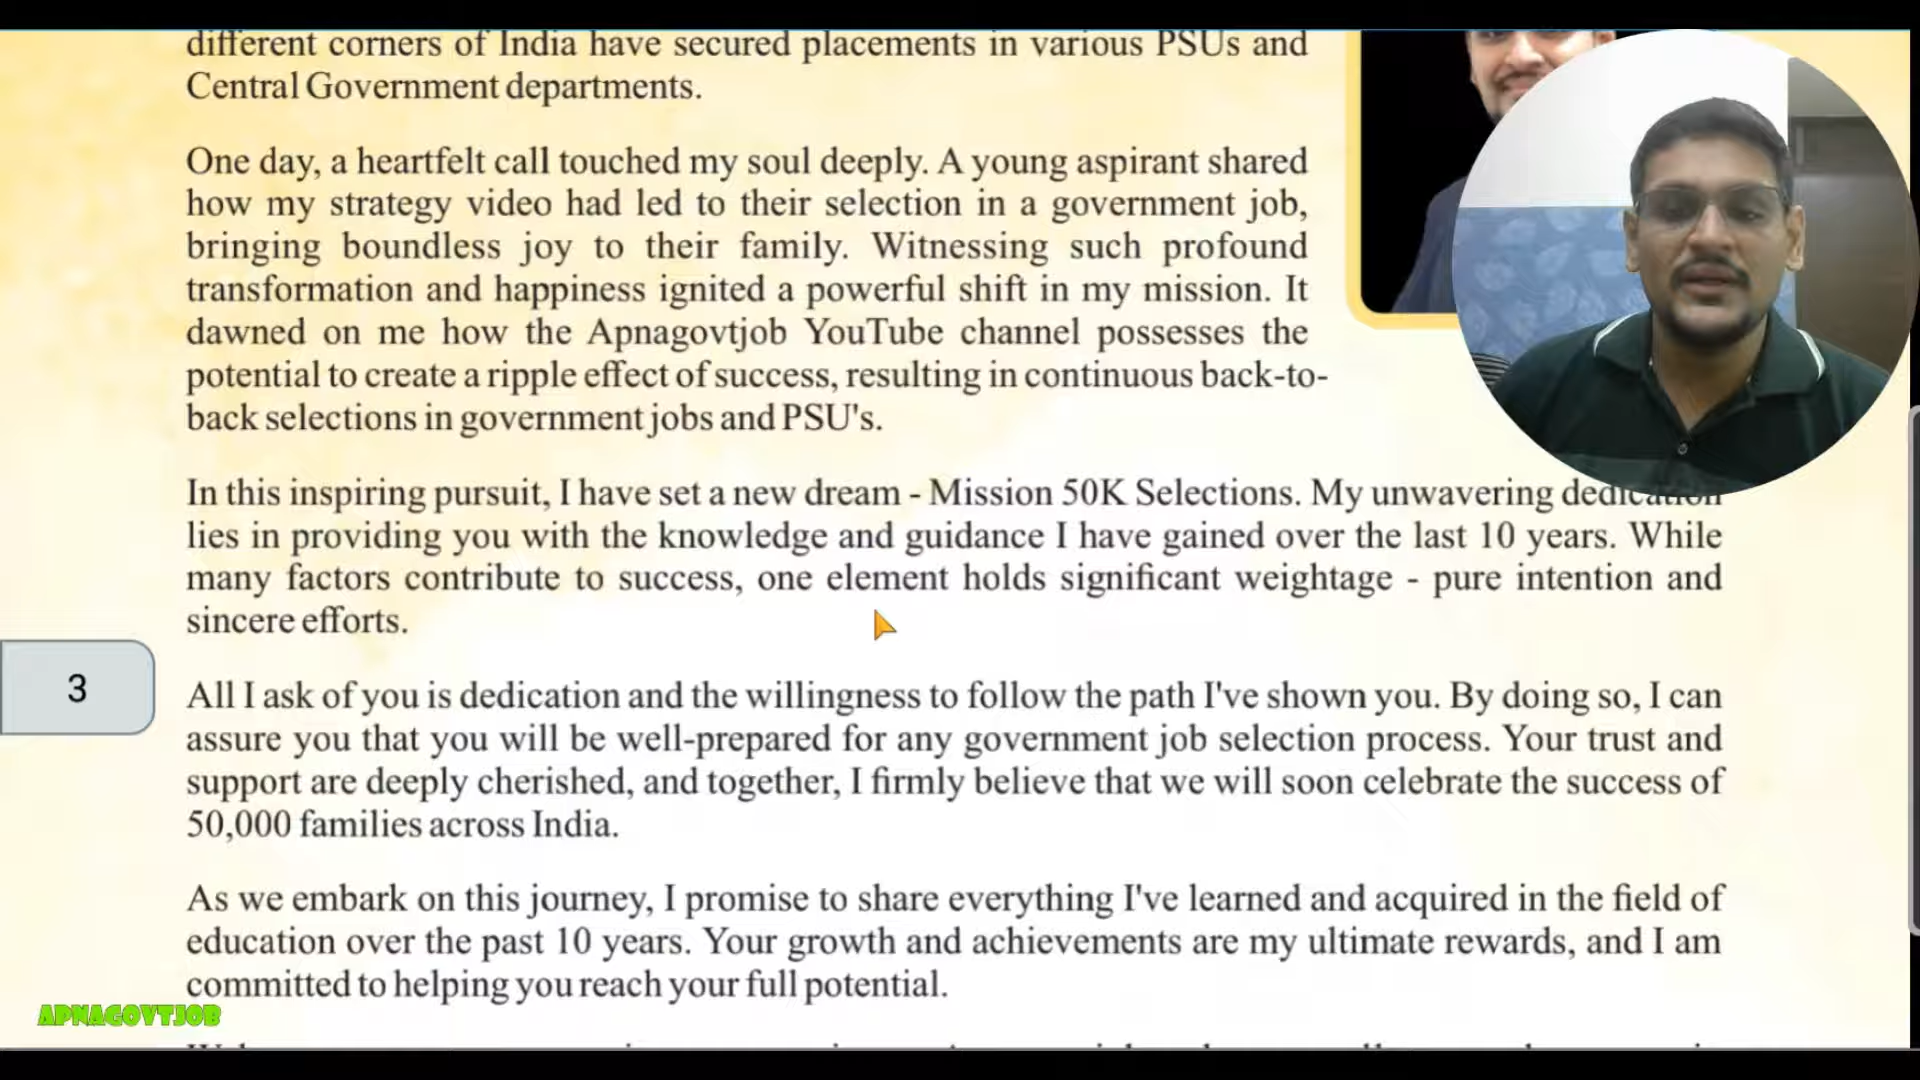 different corners of India have secured placements in various PSUs and
Central Government departments.
One day, a heartfelt call touched my soul deeply. A young aspirant shared
how my strategy video had led to their selection in a government job,
bringing boundless joy to their family. Witnessing such profound
transformation and happiness ignited a powerful shift in my mission. It
dawned on me how the Apnagovtjob YouTube channel possesses the
potential to create a ripple effect of success, resulting in continuous back-to-
back selections in government jobs and PSU's.
In this inspiring pursuit, I have set a new dream - Mission 50K Selections. My unwavering dedication
lies in providing you with the knowledge and guidance I have gained over the last 10 years. While
many factors contribute to success, one element holds significant weightage - pure intention and
sincere efforts.
3
All I ask of you is dedication and the willingness to follow the path I've shown you. By doing so, I can
assure you that you will be well-prepared for any government job selection process. Your trust and
support are deeply cherished, and together, I firmly believe that we will soon celebrate the success of
50,000 families across India.
As we embark on this journey, I promise to share everything I've learned and acquired in the field of
education over the past 10 years. Your growth and achievements are my ultimate rewards, and I am
committed to helping you reach your full potential.
APNAGOVTJOB